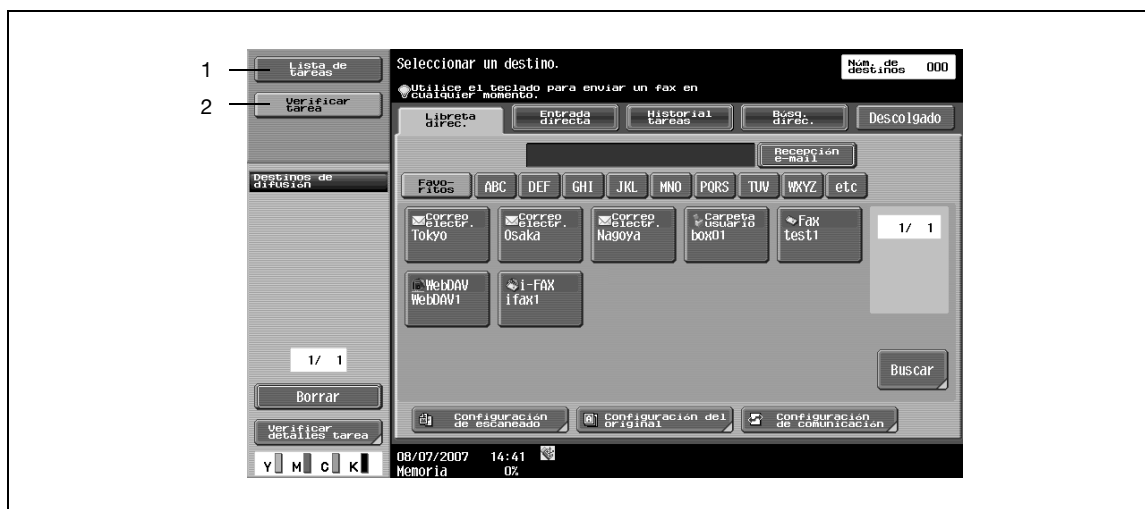 1
Lista de
tareas
2
Verificar
tarea
Destinos de
difusión
1/ 1
Borrar
Verificar
detalles tarea
Y M C K
Seleccionar un destino.
Núm. de
destinos 000
Utilice el teclado para enviar un fax en
cualquier momento.
Libreta
direc.
Entrada
directa
Historial
tareas
Búsq.
direc.
Descolgado
Recepción
e-mail
Favo-
ritos
ABC DEF GHI JKL MNO PQRS TUV WXYZ etc
Correo
electr.
Tokyo
Correo
electr.
Osaka
Correo
electr.
Nagoya
Carpeta
usuario
box01
Fax
test1
1/ 1
WebDAV
WebDAV1
i-FAX
ifax1
Buscar
Configuración
de escaneado
Configuración del
original
Configuración
de comunicación
08/07/2007 14:41
Memoria 0%